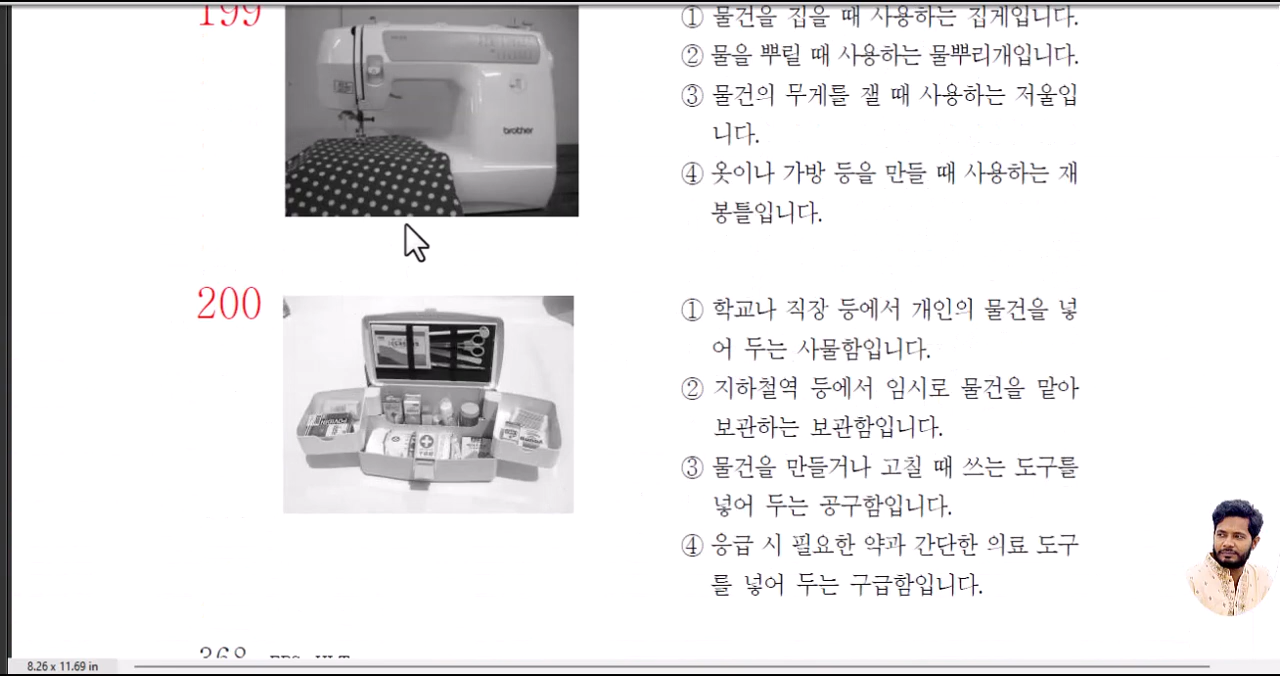 199
① 물건을 집을 때 사용하는 집게입니다.
② 물을 뿌릴 때 사용하는 물뿌리개입니다.
③ 물건의 무게를 잴 때 사용하는 저울입
니다.
④ 옷이나 가방 등을 만들 때 사용하는 재
봉틀입니다.
brother
200
① 학교나 직장 등에서 개인의 물건을 넣
어 두는 사물함입니다.
② 지하철역 등에서 임시로 물건을 맡아
보관하는 보관함입니다.
③ 물건을 만들거나 고칠 때 쓰는 도구를
넣어 두는 공구함입니다.
④ 응급 시 필요한 약과 간단한 의료 도구
를 넣어 두는 구급함입니다.
8.26 x 11.69 in